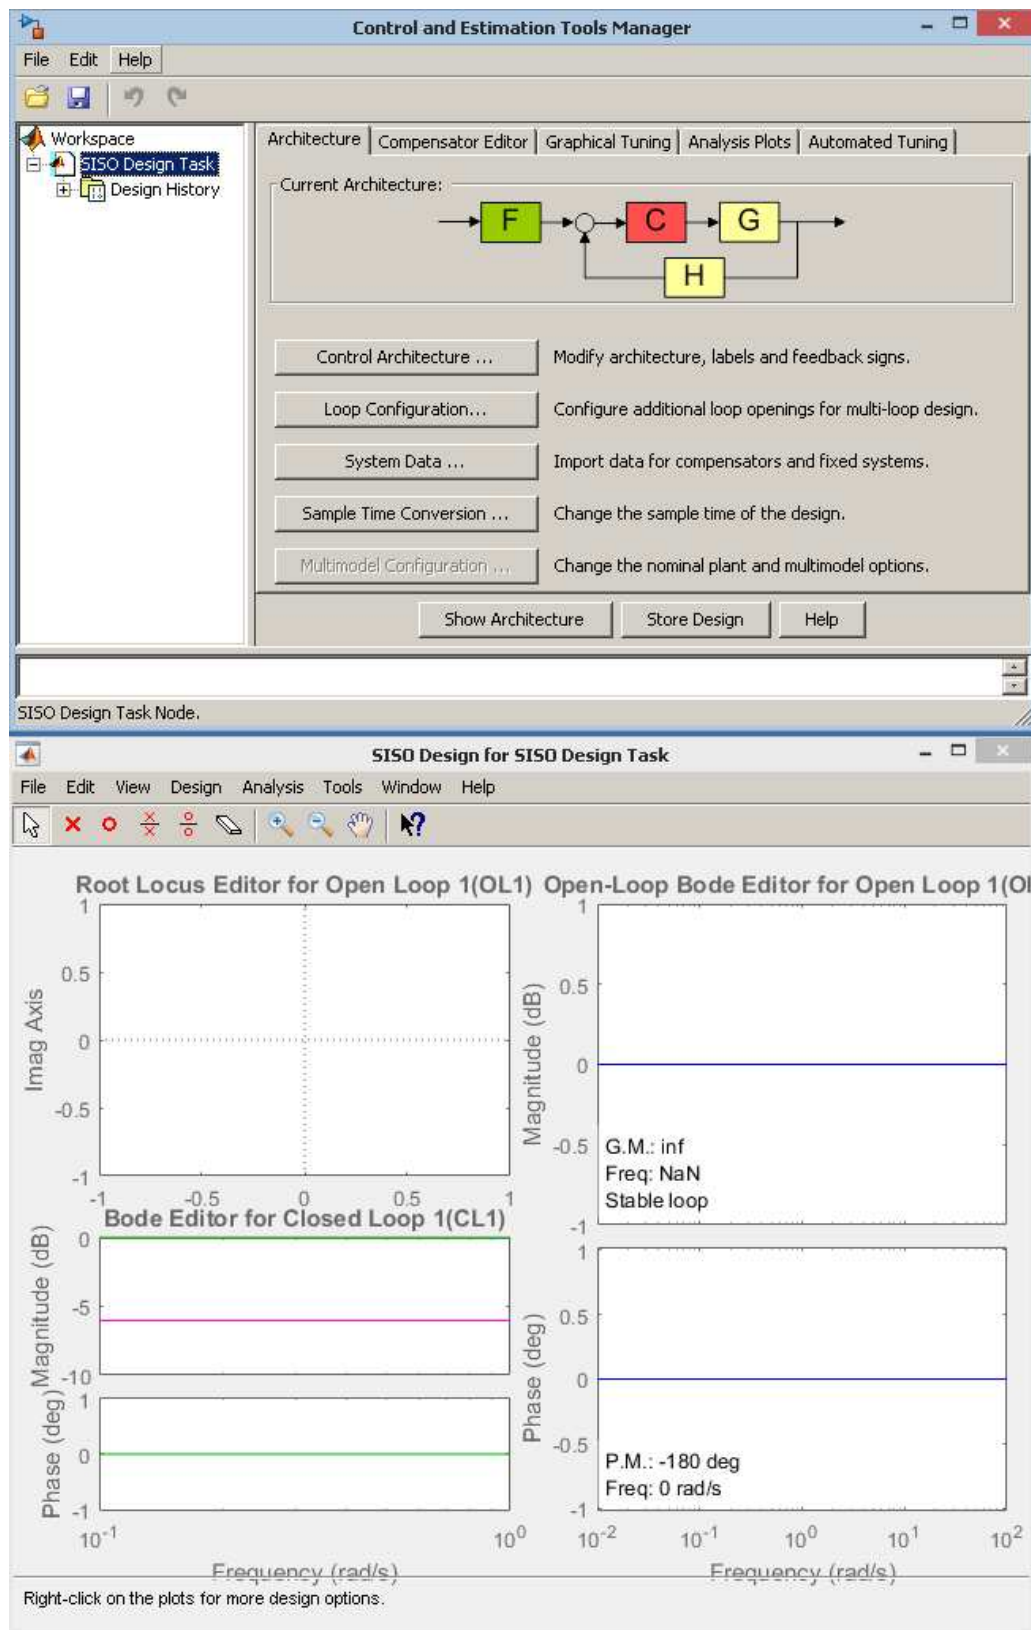 Control and Estimation Tools Manager
File Edit Help
Workspace
SISO Design Task
Design History
Architecture Compensator Editor Graphical Tuning Analysis Plots Automated Tuning
Current Architecture:
F C G
H
Control Architecture ... Modify architecture, labels and feedback signs.
Loop Configuration... Configure additional loop openings for multi-loop design.
System Data ... Import data for compensators and fixed systems.
Sample Time Conversion ... Change the sample time of the design.
Multimodel Configuration ... Change the nominal plant and multimodel options.
Show Architecture Store Design Help
SISO Design Task Node.
SISO Design for SISO Design Task
File Edit View Design Analysis Tools Window Help
Root Locus Editor for Open Loop 1(OL1)
1
0.5
0
-0.5
-1
Imag Axis
-1 -0.5 0 0.5 1
Bode Editor for Closed Loop 1(CL1)
0
-5
-10
Magnitude (dB)
1
0
-1
Phase (deg)
10^-1 10^0
Frequency (rad/s)
Open-Loop Bode Editor for Open Loop 1(OL
1
0.5
0
-0.5
-1
Magnitude (dB)
G.M.: inf
Freq: NaN
Stable loop
1
0.5
0
-0.5
-1
Phase (deg)
P.M.: -180 deg
Freq: 0 rad/s
10^-2 10^-1 10^0 10^1 10^2
Frequency (rad/s)
Right-click on the plots for more design options.